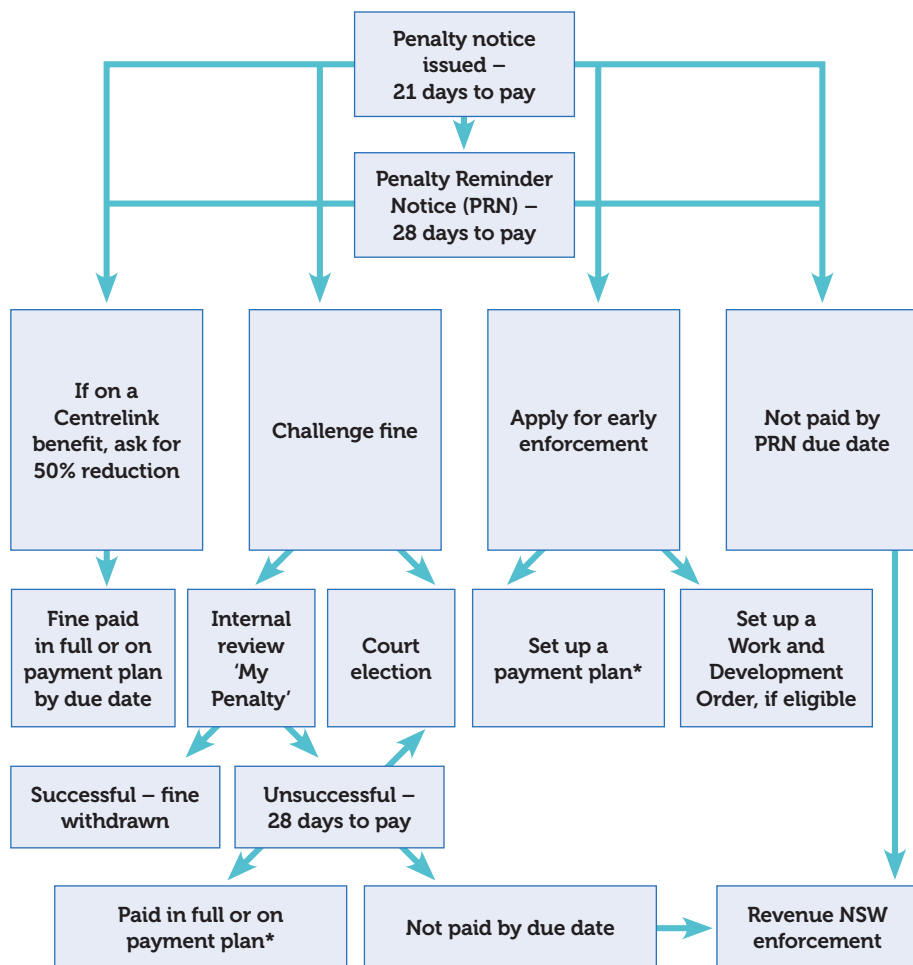 Penalty notice
issued –
21 days to pay
Penalty Reminder
Notice (PRN) –
28 days to pay
If on a
Centrelink
benefit, ask for
50% reduction
Challenge fine
Apply for early
enforcement
Not paid by
PRN due date
Fine paid
in full or on
payment plan
by due date
Internal
review
‘My
Penalty’
Court
election
Set up a
payment plan*
Set up a
Work and
Development
Order, if eligible
Successful – fine
withdrawn
Unsuccessful –
28 days to pay
Paid in full or on
payment plan*
Not paid by due date
Revenue NSW
enforcement